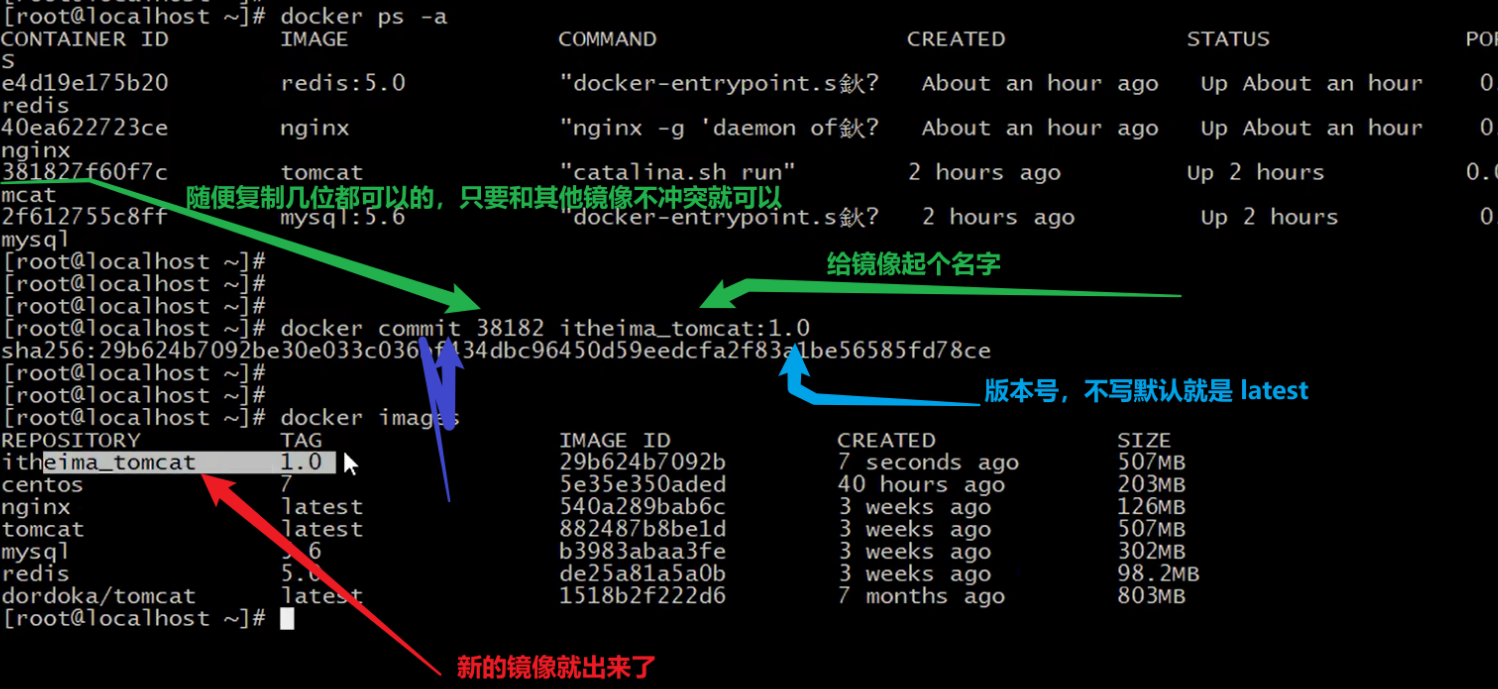 [root@localhost ~]# docker ps -a
CONTAINER ID IMAGE COMMAND CREATED STATUS POR
S
e4d19e175b20 redis:5.0 "docker-entrypoint.s鈥? About an hour ago Up About an hour 0.
redis
40ea622723ce nginx "nginx -g 'daemon of鈥? About an hour ago Up About an hour 0.
nginx
381827f60f7c tomcat "catalina.sh run" 2 hours ago Up 2 hours 0.0
mcat
随便复制几位都可以的，只要和其他镜像不冲突就可以
2f612755c8ff mysql:5.6 "docker-entrypoint.s鈥? 2 hours ago Up 2 hours 0.
mysql
[root@localhost ~]#
给镜像起个名字
[root@localhost ~]#
[root@localhost ~]#
[root@localhost ~]# docker commit 38182 itheima_tomcat:1.0
sha256:29b624b7092be30e033c036bf434dbc96450d59eedcfa2f83a1be56585fd78ce
[root@localhost ~]#
[root@localhost ~]#
版本号，不写默认就是 latest
[root@localhost ~]# docker images
REPOSITORY TAG IMAGE ID CREATED SIZE
itheima_tomcat 1.0 29b624b7092b 7 seconds ago 507MB
centos 7 5e35e350aded 40 hours ago 203MB
nginx latest 540a289bab6c 3 weeks ago 126MB
tomcat latest 882487b8be1d 3 weeks ago 507MB
mysql 5.6 b3983abaa3fe 3 weeks ago 302MB
redis 5.0 de25a81a5a0b 3 weeks ago 98.2MB
dordoka/tomcat latest 1518b2f222d6 7 months ago 803MB
[root@localhost ~]#
新的镜像就出来了